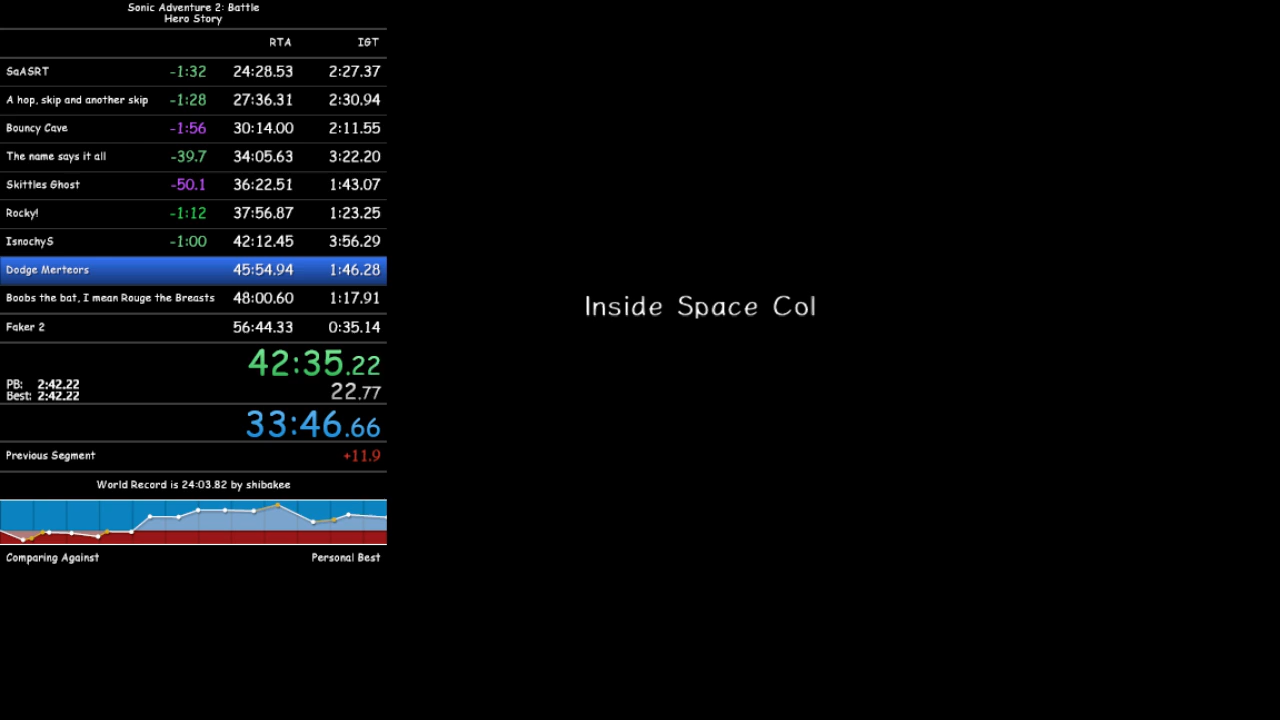 Sonic Adventure 2: Battle
Hero Story
RTA IGT
SaASRT -1:32 24:28.53 2:27.37
A hop, skip and another skip -1:28 27:36.31 2:30.94
Bouncy Cave -1:56 30:14.00 2:11.55
The name says it all -39.7 34:05.63 3:22.20
Skittles Ghost -50.1 36:22.51 1:43.07
Rocky! -1:12 37:56.87 1:23.25
IsnochyS -1:00 42:12.45 3:56.29
Dodge Merteors 45:54.94 1:46.28
Boobs the bat, I mean Rouge the Breasts 48:00.60 1:17.91
Faker 2 56:44.33 0:35.14
42:35.22
PB: 2:42.22
Best: 2:42.22
22.77
33:46.66
Previous Segment +11.9
World Record is 24:03.82 by shibakee
Comparing Against Personal Best
Inside Space Col